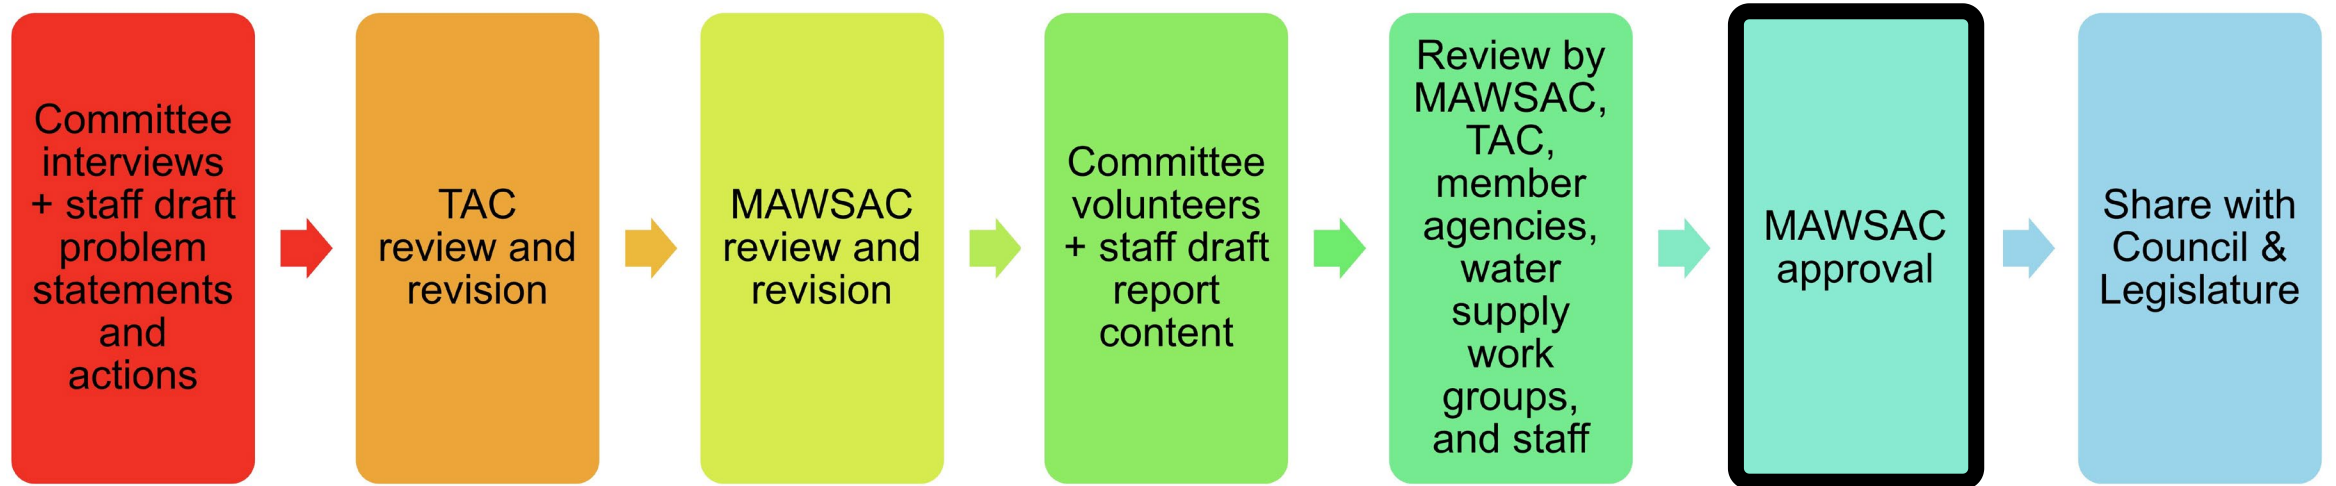 Committee
interviews
+ staff draft
problem
statements
and
actions
TAC
review and
revision
MAWSAC
review and
revision
Committee
volunteers
+ staff draft
report
content
Review by
MAWSAC,
TAC,
member
agencies,
water
supply
work
groups,
and staff
MAWSAC
approval
Share with
Council &
Legislature